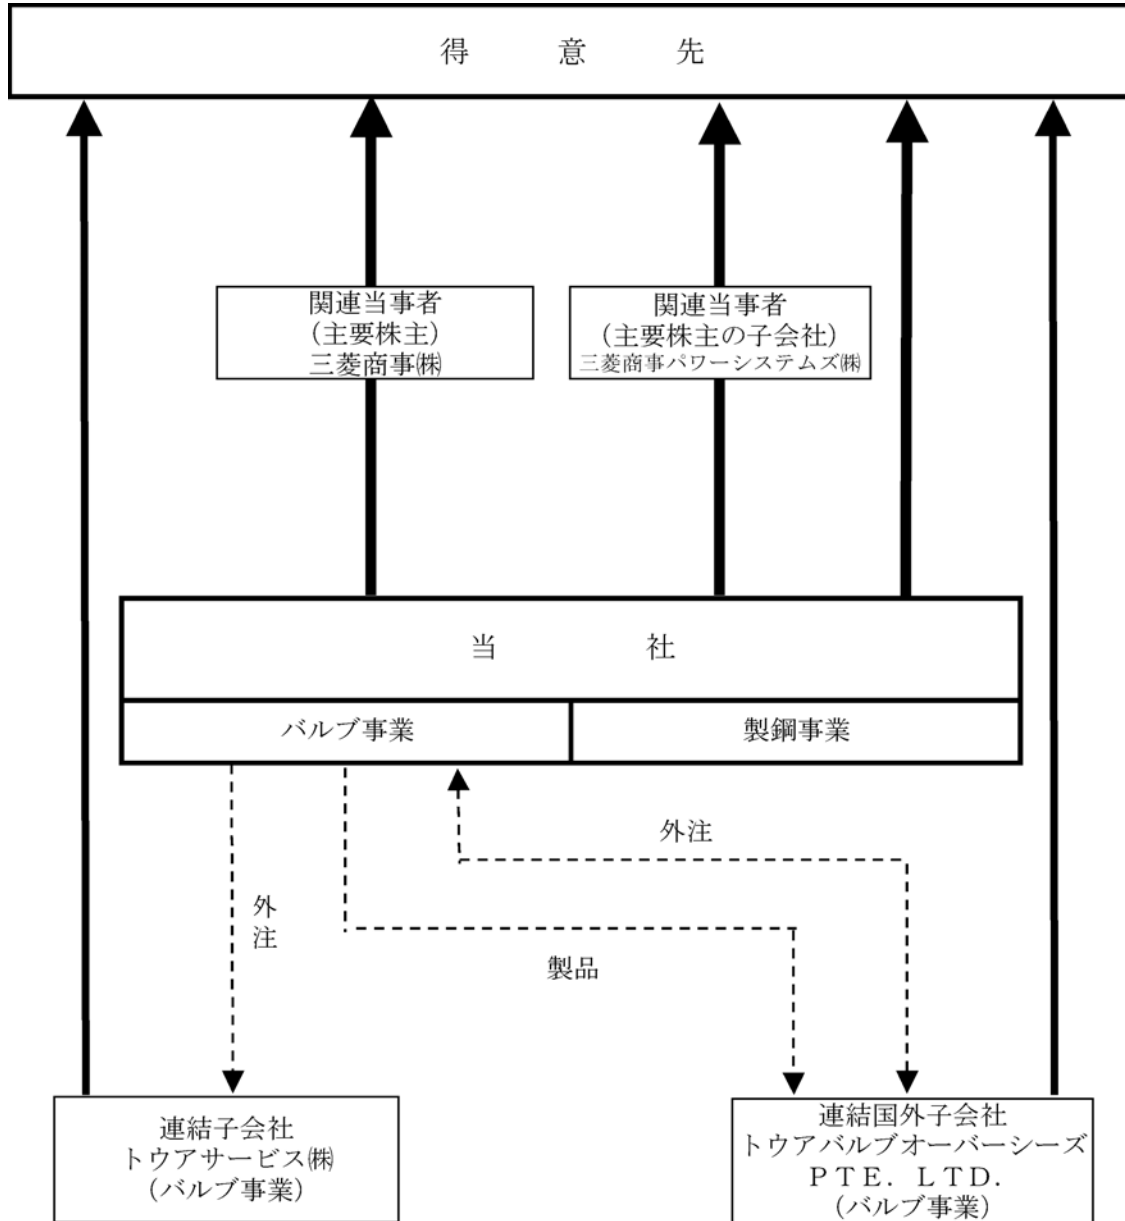 得意先
関連当事者
(主要株主)
三菱商事㈱
関連当事者
(主要株主の子会社)
三菱商事パワーシステムズ㈱
当社
バルブ事業
製鋼事業
外注
外注
製品
連結子会社
トウアサービス㈱
(バルブ事業)
連結国外子会社
トウアバルブオーバーシーズ
ＰＴＥ．ＬＴＤ．
(バルブ事業)